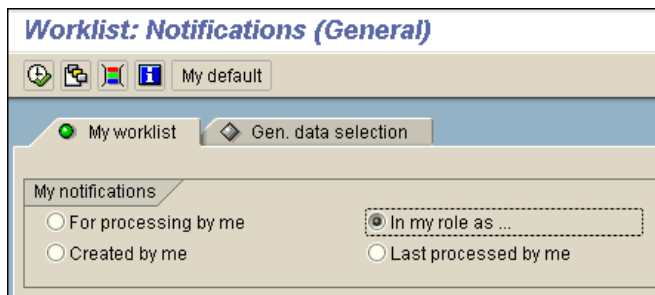 Worklist: Notifications (General)
My default
My worklist Gen. data selection
My notifications
For processing by me In my role as ...
Created by me Last processed by me